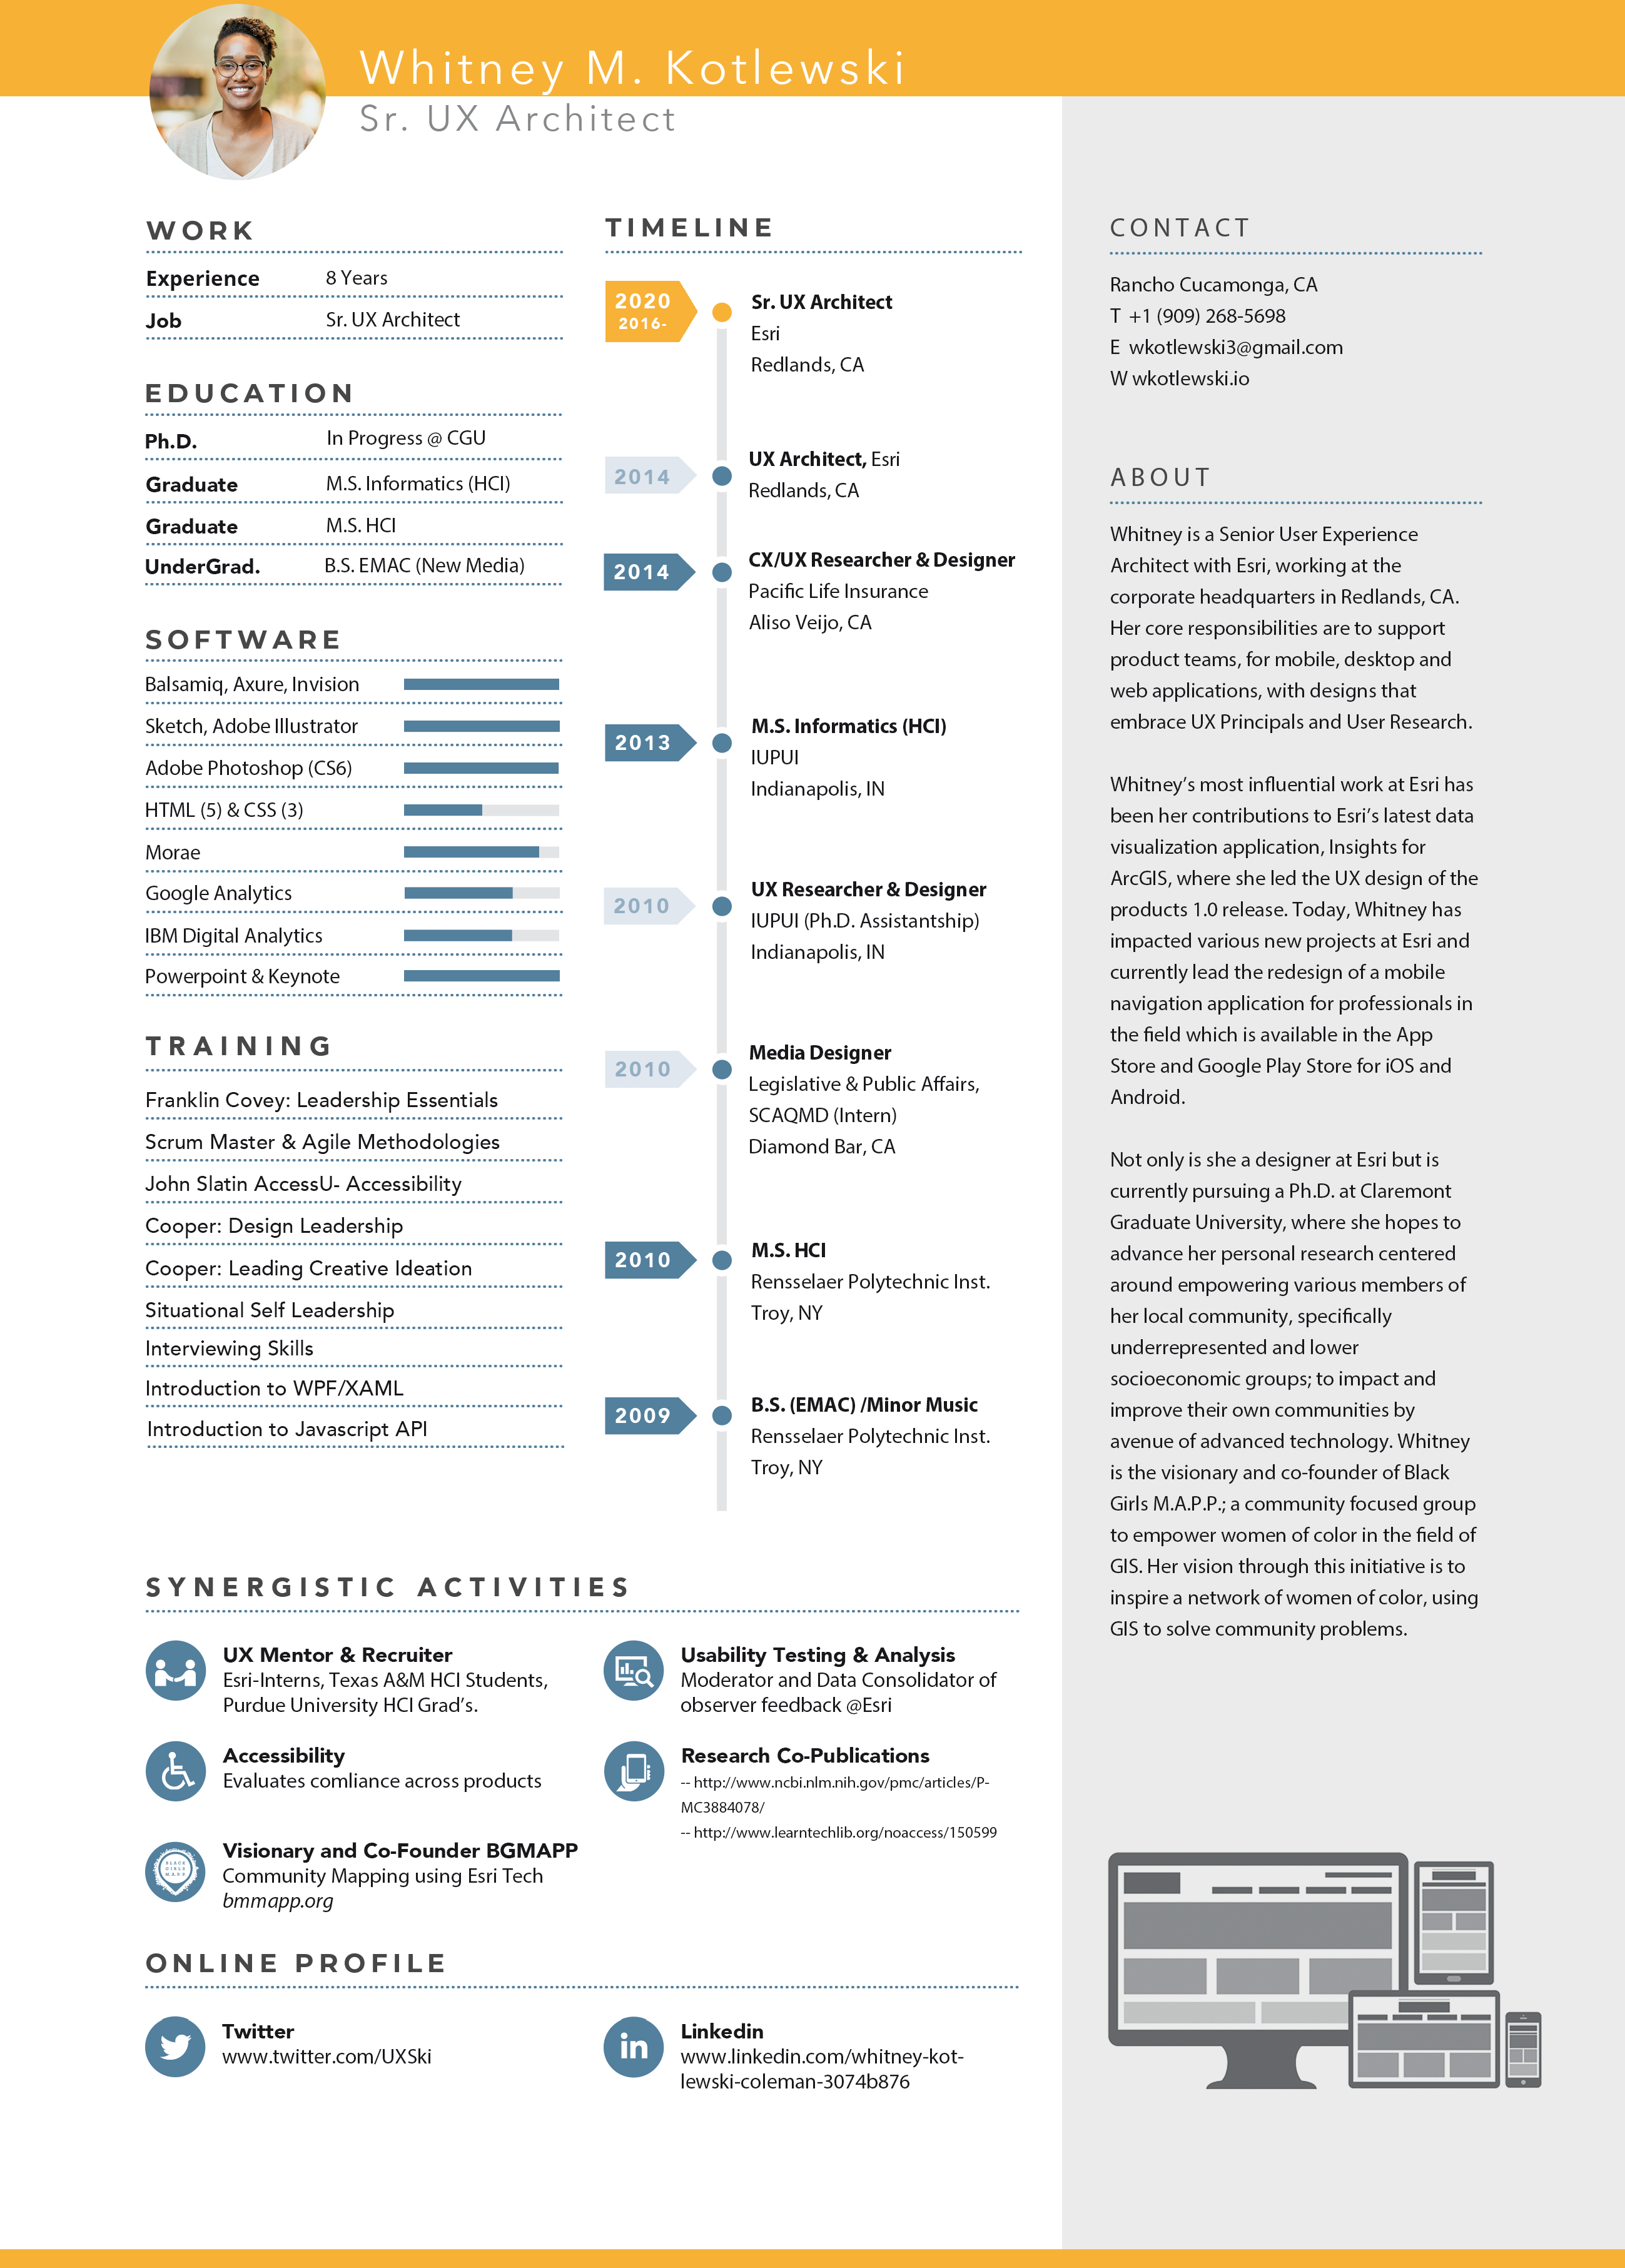 Whitney M. Kotlewski
Sr. UX Architect
WORK
Experience 8 Years
Job Sr. UX Architect
EDUCATION
Ph.D. In Progress @ CGU
Graduate M.S. Informatics (HCI)
Graduate M.S. HCI
UnderGrad. B.S. EMAC (New Media)
SOFTWARE
Balsamiq, Axure, Invision
Sketch, Adobe Illustrator
Adobe Photoshop (CS6)
HTML (5) & CSS (3)
Morae
Google Analytics
IBM Digital Analytics
Powerpoint & Keynote
TRAINING
Franklin Covey: Leadership Essentials
Scrum Master & Agile Methodologies
John Slatin AccessU- Accessibility
Cooper: Design Leadership
Cooper: Leading Creative Ideation
Situational Self Leadership
Interviewing Skills
Introduction to WPF/XAML
Introduction to Javascript API
TIMELINE
2020
2016-
Sr. UX Architect
Esri
Redlands, CA
2014
UX Architect, Esri
Redlands, CA
2014
CX/UX Researcher & Designer
Pacific Life Insurance
Aliso Veijo, CA
2013
M.S. Informatics (HCI)
IUPUI
Indianapolis, IN
2010
UX Researcher & Designer
IUPUI (Ph.D. Assistantship)
Indianapolis, IN
2010
Media Designer
Legislative & Public Affairs,
SCAQMD (Intern)
Diamond Bar, CA
2010
M.S. HCI
Rensselaer Polytechnic Inst.
Troy, NY
2009
B.S. (EMAC) /Minor Music
Rensselaer Polytechnic Inst.
Troy, NY
SYNERGISTIC ACTIVITIES
UX Mentor & Recruiter
Esri-Interns, Texas A&M HCI Students,
Purdue University HCI Grad's.
Accessibility
Evaluates comliance across products
BLACK
GIRLS
M.A.P.P.
Visionary and Co-Founder BGMAPP
Community Mapping using Esri Tech
bmmapp.org
Usability Testing & Analysis
Moderator and Data Consolidator of
observer feedback @Esri
Research Co-Publications
-- http://www.ncbi.nlm.nih.gov/pmc/articles/P-
MC3884078/
-- http://www.learntechlib.org/noaccess/150599
ONLINE PROFILE
Twitter
www.twitter.com/UXSki
in
Linkedin
www.linkedin.com/whitney-kot-
lewski-coleman-3074b876
CONTACT
Rancho Cucamonga, CA
T +1 (909) 268-5698
E wkotlewski3@gmail.com
W wkotlewski.io
ABOUT
Whitney is a Senior User Experience
Architect with Esri, working at the
corporate headquarters in Redlands, CA.
Her core responsibilities are to support
product teams, for mobile, desktop and
web applications, with designs that
embrace UX Principals and User Research.
Whitney's most influential work at Esri has
been her contributions to Esri's latest data
visualization application, Insights for
ArcGIS, where she led the UX design of the
products 1.0 release. Today, Whitney has
impacted various new projects at Esri and
currently lead the redesign of a mobile
navigation application for professionals in
the field which is available in the App
Store and Google Play Store for iOS and
Android.
Not only is she a designer at Esri but is
currently pursuing a Ph.D. at Claremont
Graduate University, where she hopes to
advance her personal research centered
around empowering various members of
her local community, specifically
underrepresented and lower
socioeconomic groups; to impact and
improve their own communities by
avenue of advanced technology. Whitney
is the visionary and co-founder of Black
Girls M.A.P.P.; a community focused group
to empower women of color in the field of
GIS. Her vision through this initiative is to
inspire a network of women of color, using
GIS to solve community problems.